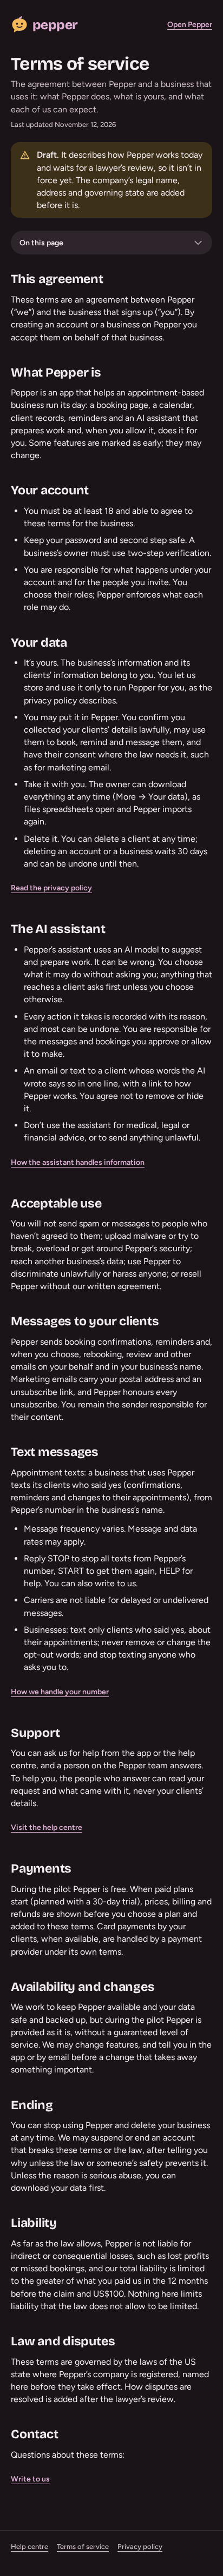 pepper
Open Pepper
Terms of service
The agreement between Pepper and a business that
uses it: what Pepper does, what is yours, and what
each of us can expect.
Last updated November 12, 2026
Draft. It describes how Pepper works today
and waits for a lawyer's review, so it isn't in
force yet. The company's legal name,
address and governing state are added
before it is.
On this page
This agreement
These terms are an agreement between Pepper
("we") and the business that signs up ("you"). By
creating an account or a business on Pepper you
accept them on behalf of that business.
What Pepper is
Pepper is an app that helps an appointment-based
business run its day: a booking page, a calendar,
client records, reminders and an AI assistant that
prepares work and, when you allow it, does it for
you. Some features are marked as early; they may
change.
Your account
• You must be at least 18 and able to agree to
these terms for the business.
• Keep your password and second step safe. A
business's owner must use two-step verification.
• You are responsible for what happens under your
account and for the people you invite. You
choose their roles; Pepper enforces what each
role may do.
Your data
• It's yours. The business's information and its
clients' information belong to you. You let us
store and use it only to run Pepper for you, as the
privacy policy describes.
• You may put it in Pepper. You confirm you
collected your clients' details lawfully, may use
them to book, remind and message them, and
have their consent where the law needs it, such
as for marketing email.
• Take it with you. The owner can download
everything at any time (More → Your data), as
files spreadsheets open and Pepper imports
again.
• Delete it. You can delete a client at any time;
deleting an account or a business waits 30 days
and can be undone until then.
Read the privacy policy
The AI assistant
• Pepper's assistant uses an AI model to suggest
and prepare work. It can be wrong. You choose
what it may do without asking you; anything that
reaches a client asks first unless you choose
otherwise.
• Every action it takes is recorded with its reason,
and most can be undone. You are responsible for
the messages and bookings you approve or allow
it to make.
• An email or text to a client whose words the AI
wrote says so in one line, with a link to how
Pepper works. You agree not to remove or hide
it.
• Don't use the assistant for medical, legal or
financial advice, or to send anything unlawful.
How the assistant handles information
Acceptable use
You will not send spam or messages to people who
haven't agreed to them; upload malware or try to
break, overload or get around Pepper's security;
reach another business's data; use Pepper to
discriminate unlawfully or harass anyone; or resell
Pepper without our written agreement.
Messages to your clients
Pepper sends booking confirmations, reminders and,
when you choose, rebooking, review and other
emails on your behalf and in your business's name.
Marketing emails carry your postal address and an
unsubscribe link, and Pepper honours every
unsubscribe. You remain the sender responsible for
their content.
Text messages
Appointment texts: a business that uses Pepper
texts its clients who said yes (confirmations,
reminders and changes to their appointments), from
Pepper's number in the business's name.
• Message frequency varies. Message and data
rates may apply.
• Reply STOP to stop all texts from Pepper's
number, START to get them again, HELP for
help. You can also write to us.
• Carriers are not liable for delayed or undelivered
messages.
• Businesses: text only clients who said yes, about
their appointments; never remove or change the
opt-out words; and stop texting anyone who
asks you to.
How we handle your number
Support
You can ask us for help from the app or the help
centre, and a person on the Pepper team answers.
To help you, the people who answer can read your
request and what came with it, never your clients'
details.
Visit the help centre
Payments
During the pilot Pepper is free. When paid plans
start (planned with a 30-day trial), prices, billing and
refunds are shown before you choose a plan and
added to these terms. Card payments by your
clients, when available, are handled by a payment
provider under its own terms.
Availability and changes
We work to keep Pepper available and your data
safe and backed up, but during the pilot Pepper is
provided as it is, without a guaranteed level of
service. We may change features, and tell you in the
app or by email before a change that takes away
something important.
Ending
You can stop using Pepper and delete your business
at any time. We may suspend or end an account
that breaks these terms or the law, after telling you
why unless the law or someone's safety prevents it.
Unless the reason is serious abuse, you can
download your data first.
Liability
As far as the law allows, Pepper is not liable for
indirect or consequential losses, such as lost profits
or missed bookings, and our total liability is limited
to the greater of what you paid us in the 12 months
before the claim and US$100. Nothing here limits
liability that the law does not allow to be limited.
Law and disputes
These terms are governed by the laws of the US
state where Pepper's company is registered, named
here before they take effect. How disputes are
resolved is added after the lawyer's review.
Contact
Questions about these terms:
Write to us
Help centre
Terms of service
Privacy policy